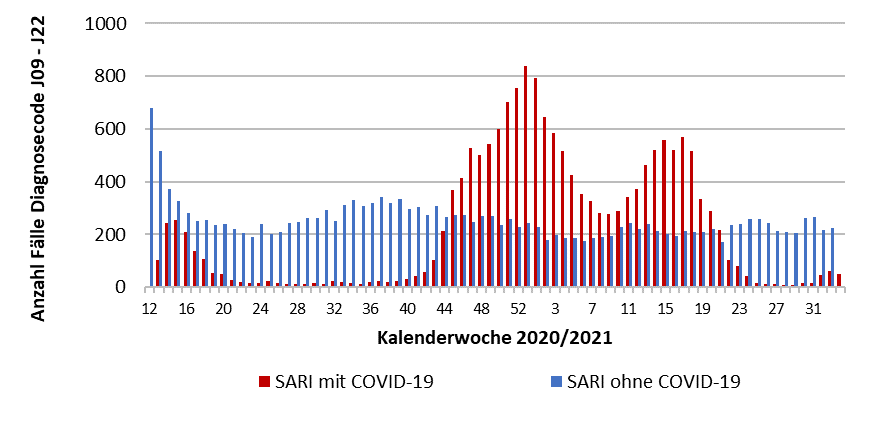 Anzahl Fälle Diagnosecode J09 - J22
1000
800
600
400
200
0
12 16 20 24 28 32 36 40 44 48 52 3 7 11 15 19 23 27 31
Kalenderwoche 2020/2021
SARI mit COVID-19 SARI ohne COVID-19